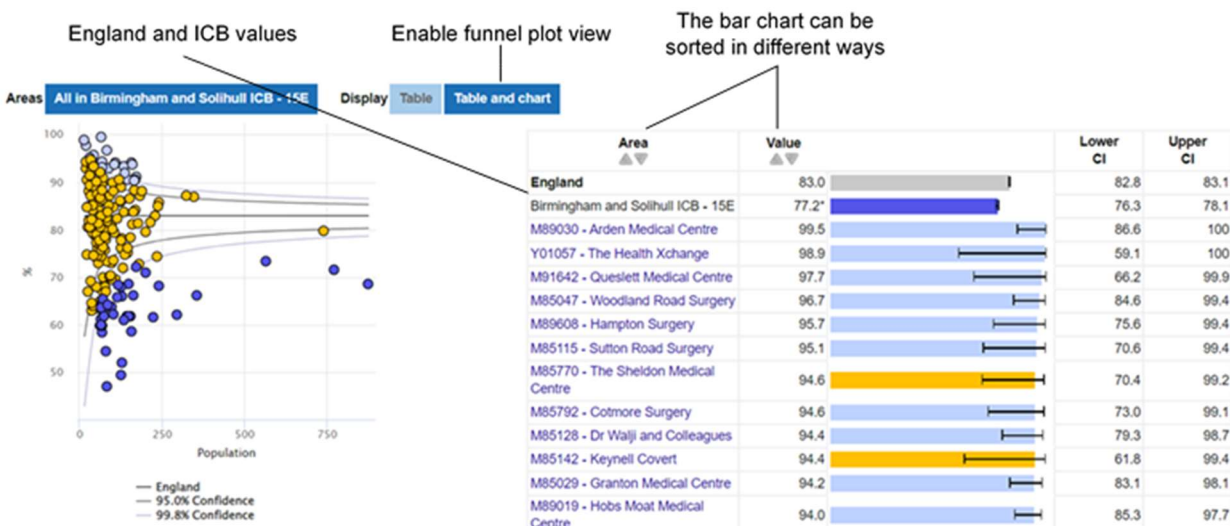 England and ICB values
Enable funnel plot view
The bar chart can be
sorted in different ways
Areas All in Birmingham and Solihull ICB - 15E Display Table Table and chart
100
90
80
70
60
50
%
0 250 500 750
Population
England
95.0% Confidence
99.8% Confidence
Area Value Lower CI Upper CI
England 83.0 82.8 83.1
Birmingham and Solihull ICB - 15E 77.2* 76.3 78.1
M89030 - Arden Medical Centre 99.5 86.6 100
Y01057 - The Health Xchange 98.9 59.1 100
M91642 - Queslett Medical Centre 97.7 66.2 99.9
M85047 - Woodland Road Surgery 96.7 84.6 99.4
M89608 - Hampton Surgery 95.7 75.6 99.4
M85115 - Sutton Road Surgery 95.1 70.6 99.4
M85770 - The Sheldon Medical
Centre 94.6 70.4 99.2
M85792 - Cotmore Surgery 94.6 73.0 99.1
M85128 - Dr Walji and Colleagues 94.4 79.3 98.7
M85142 - Keynell Covert 94.4 61.8 99.4
M85029 - Granton Medical Centre 94.2 83.1 98.1
M89019 - Hobs Moat Medical
Centre 94.0 85.3 97.7